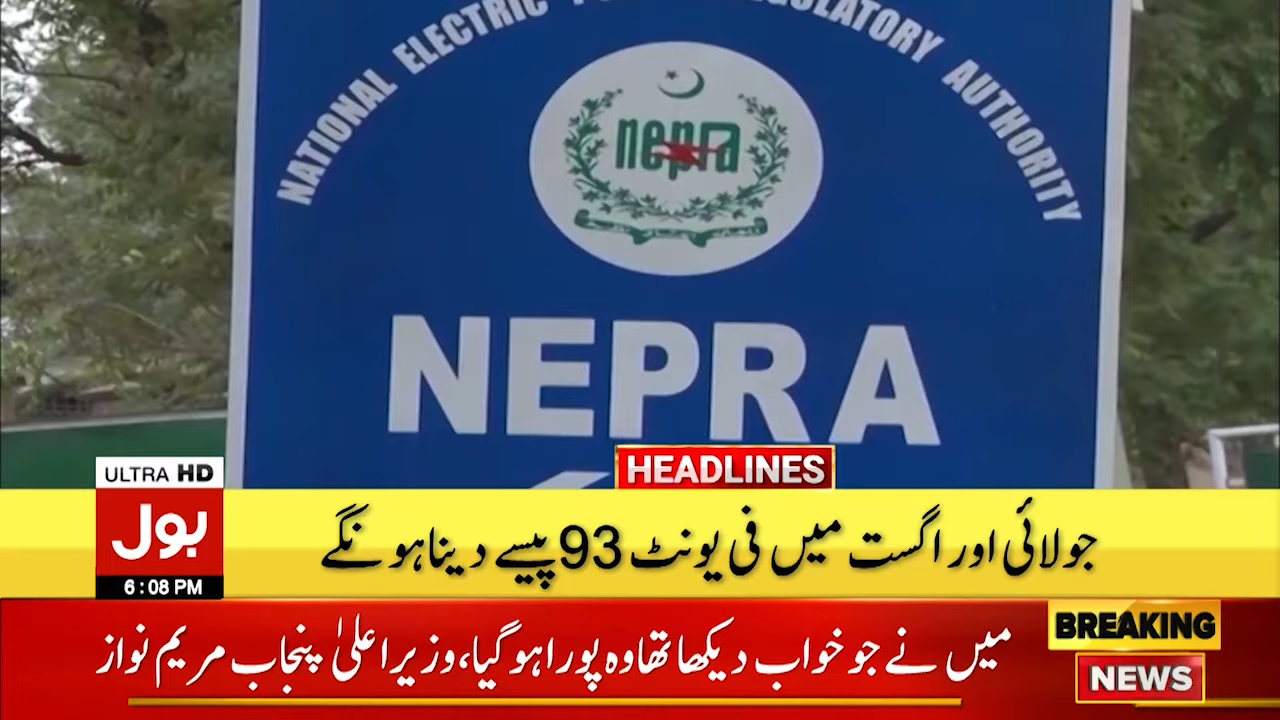 NATIONAL ELECTRIC REGULATORY AUTHORITY
nepra
NEPRA
HEADLINES
ULTRA HD
بول
6:08 PM
جولائی اور اگست میں فی یونٹ 93 پیسے دینا ہونگے
میں نے جو خواب دیکھا تھا وہ پورا ہو گیا، وزیراعلیٰ پنجاب مریم نواز
BREAKING
NEWS